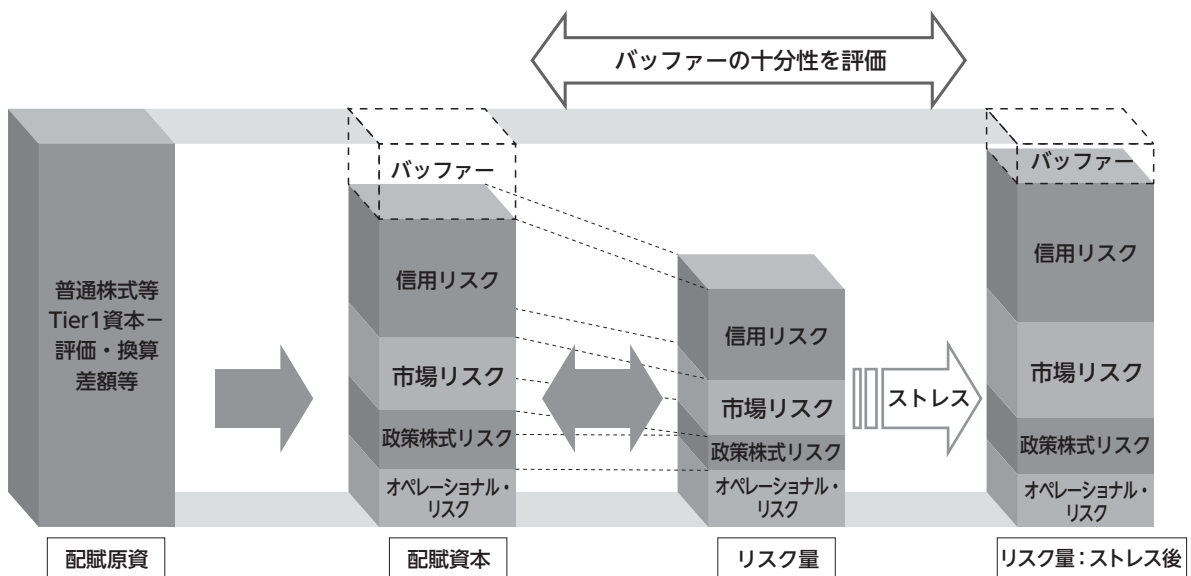 バッファーの十分性を評価
普通株式等
Tier1資本－
評価・換算
差額等
配賦原資
バッファー
信用リスク
市場リスク
政策株式リスク
オペレーショナル・
リスク
配賦資本
信用リスク
市場リスク
政策株式リスク
オペレーショナル・
リスク
リスク量
ストレス
バッファー
信用リスク
市場リスク
政策株式リスク
オペレーショナル・
リスク
リスク量：ストレス後